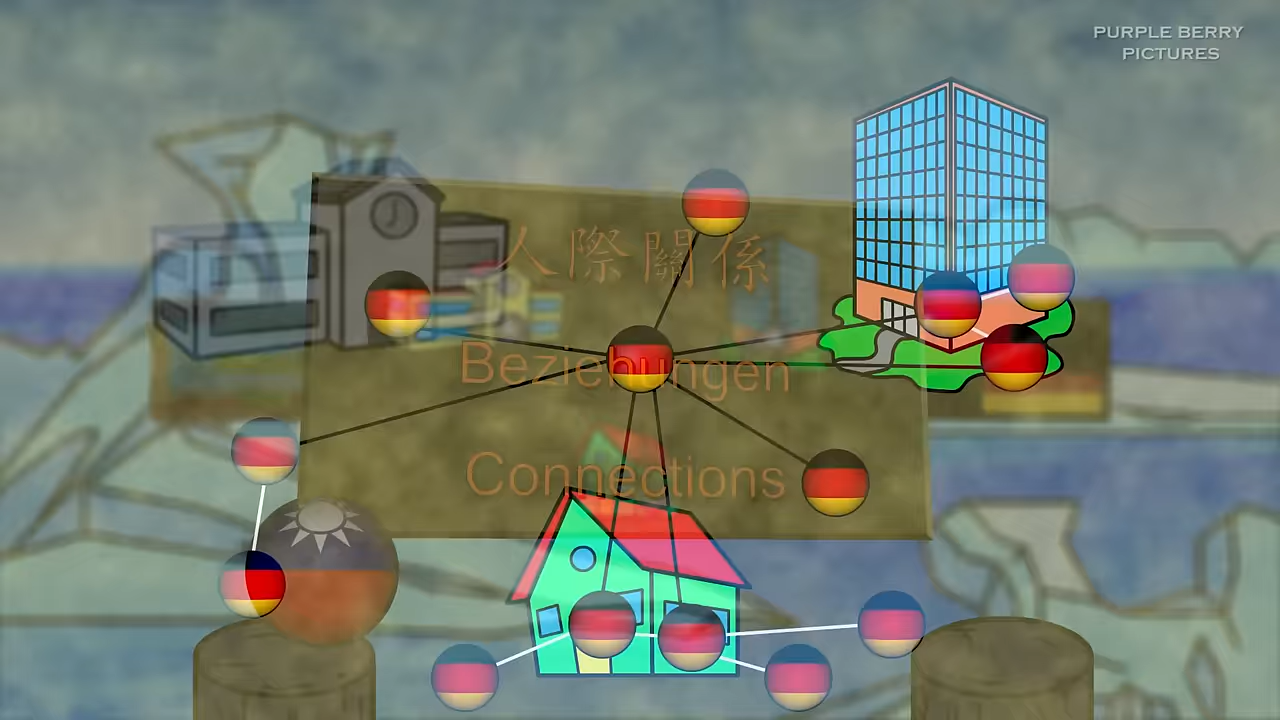 PURPLE BERRY
PICTURES
人際關係
Beziehungen
Connections